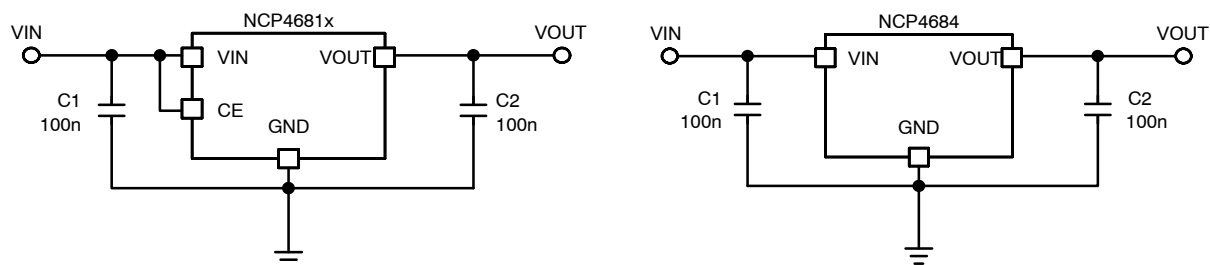 NCP4681x
VIN
VIN
VOUT
VOUT
C1
100n
CE
GND
C2
100n
NCP4684
VIN
VIN
VOUT
VOUT
C1
100n
GND
C2
100n